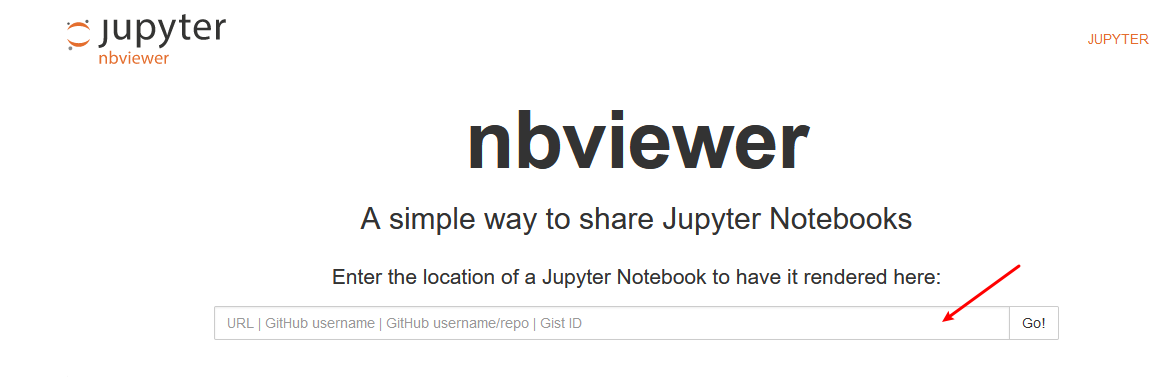 jupyter
nbviewer
JUPYTER
nbviewer
A simple way to share Jupyter Notebooks
Enter the location of a Jupyter Notebook to have it rendered here:
URL | GitHub username | GitHub username/repo | Gist ID
Go!